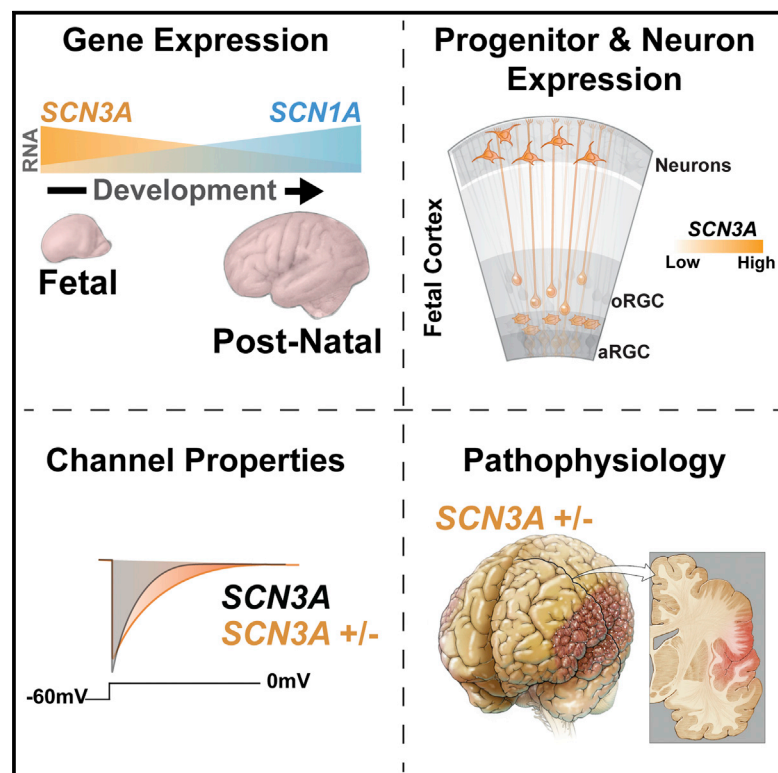 Gene Expression
SCN3A
SCN1A
RNA
Development
Fetal
Post-Natal
Progenitor & Neuron
Expression
Fetal Cortex
Neurons
SCN3A
Low
High
oRGC
aRGC
Channel Properties
SCN3A
SCN3A +/-
-60mV
0mV
Pathophysiology
SCN3A +/-